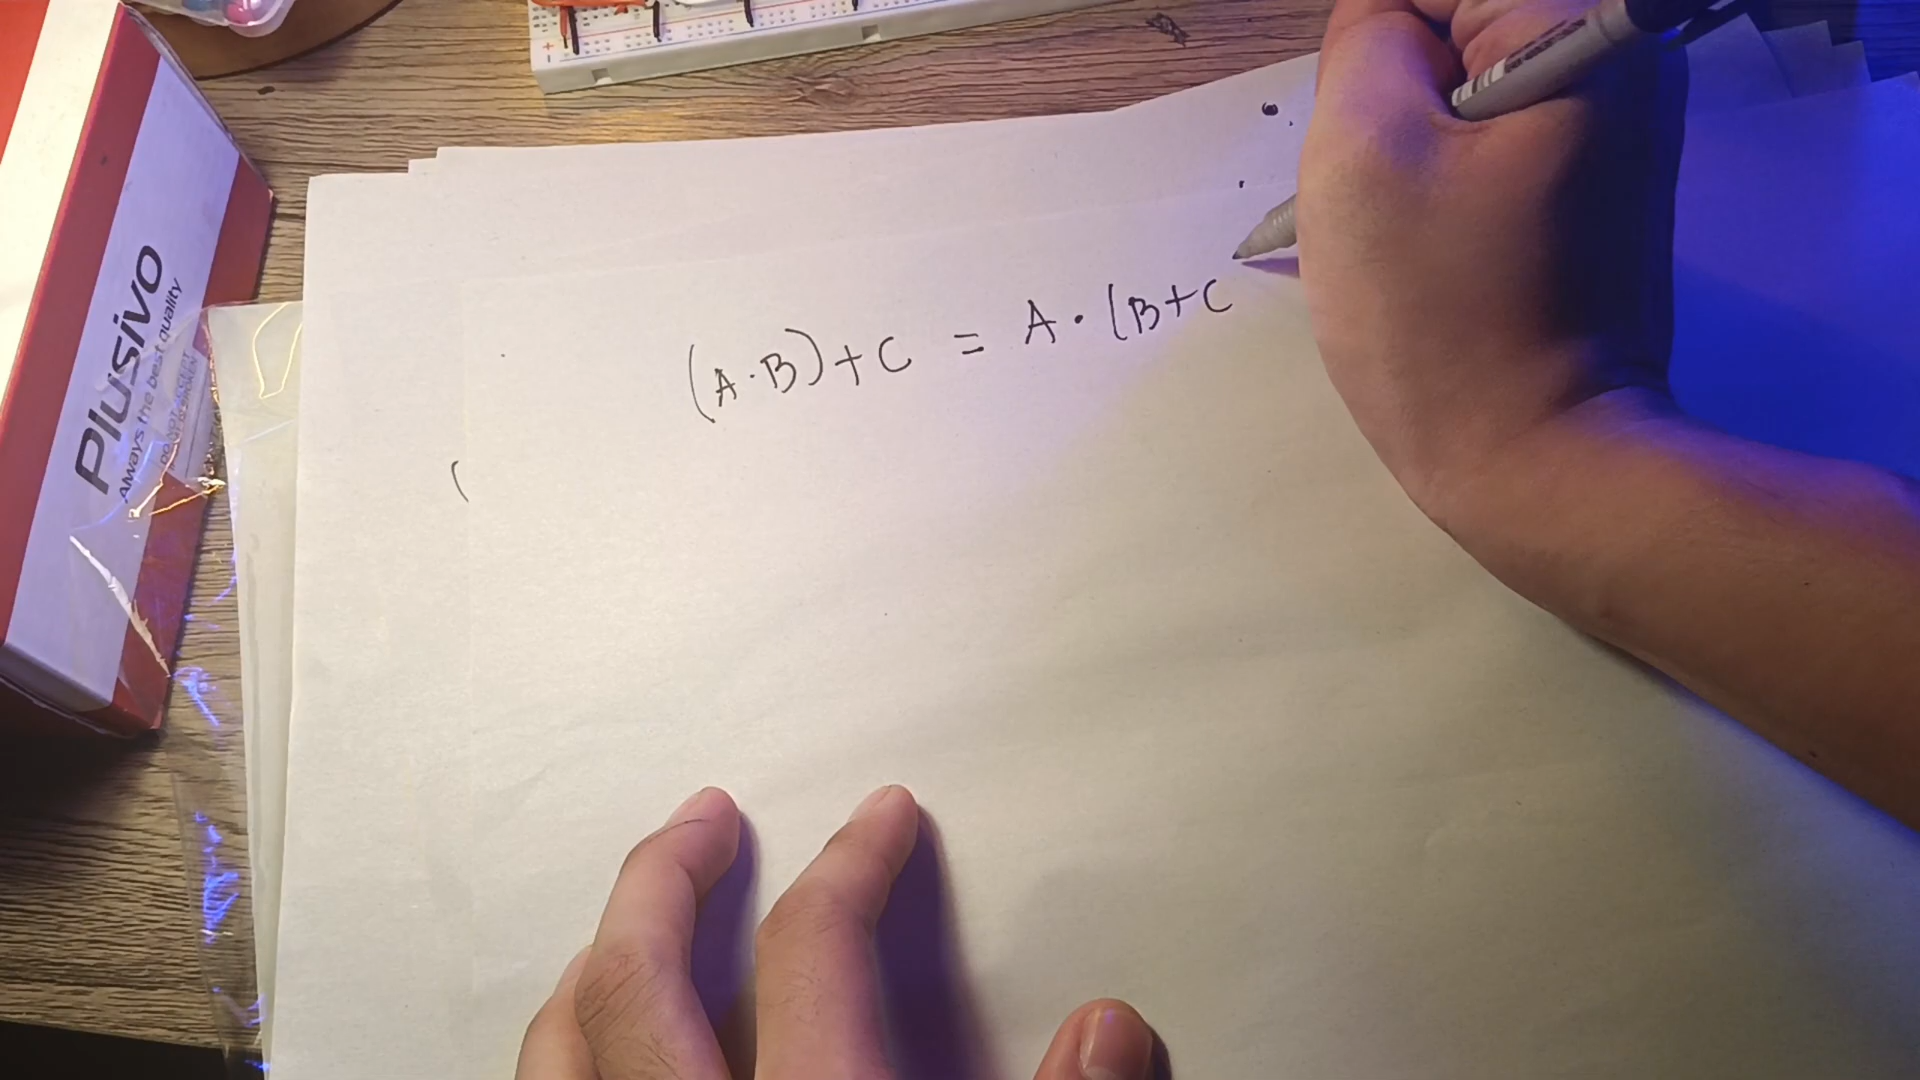 (A·B)+C = A·(B+C
(
Plusivo
Always the best quality